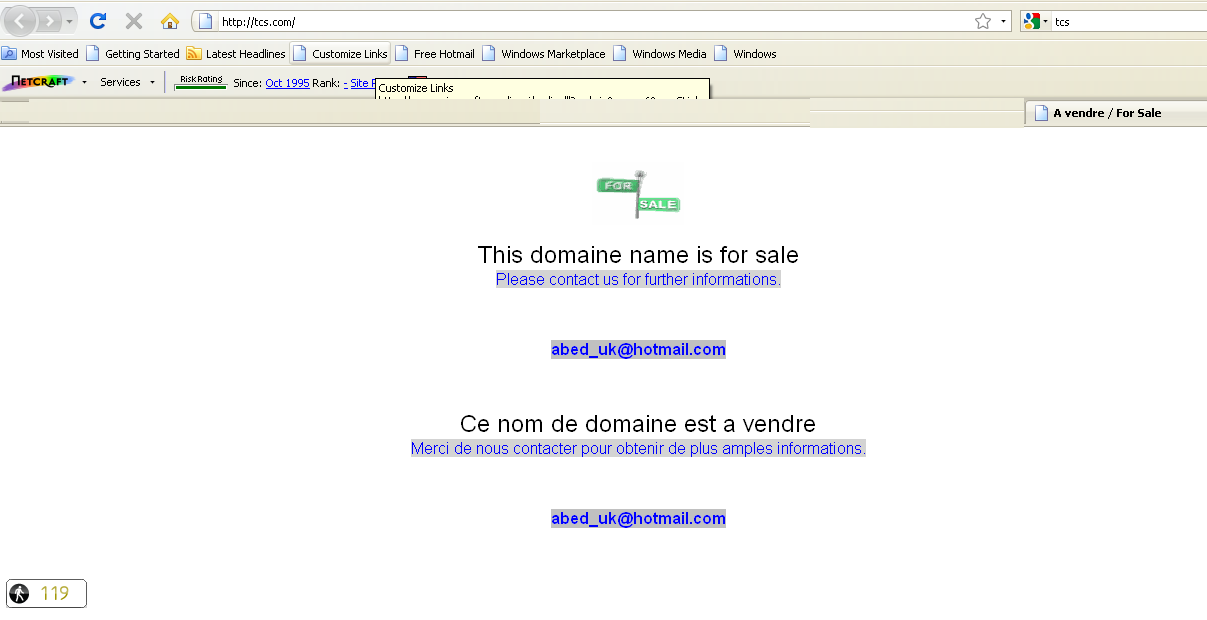 http://tcs.com/
tcs
Most Visited Getting Started Latest Headlines Customize Links Free Hotmail Windows Marketplace Windows Media Windows
NETCRAFT Services Risk Rating Since: Oct 1995 Rank: - Site
Customize Links
A vendre / For Sale
FOR
SALE
This domaine name is for sale
Please contact us for further informations.
abed_uk@hotmail.com
Ce nom de domaine est a vendre
Merci de nous contacter pour obtenir de plus amples informations.
abed_uk@hotmail.com
119